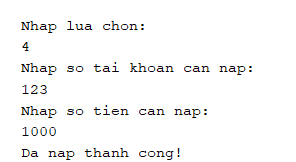 Nhap lua chon:
4
Nhap so tai khoan can nap:
123
Nhap so tien can nap:
1000
Da nap thanh cong!